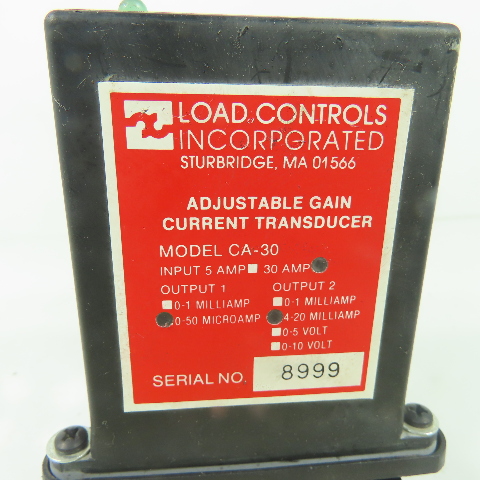 LOAD CONTROLS
INCORPORATED
STURBRIDGE, MA 01566
ADJUSTABLE GAIN
CURRENT TRANSDUCER
MODEL CA-30
INPUT 5 AMP 30 AMP
OUTPUT 1 OUTPUT 2
0-1 MILLIAMP 0-1 MILLIAMP
0-50 MICROAMP 4-20 MILLIAMP
0-5 VOLT
0-10 VOLT
SERIAL NO. 8999